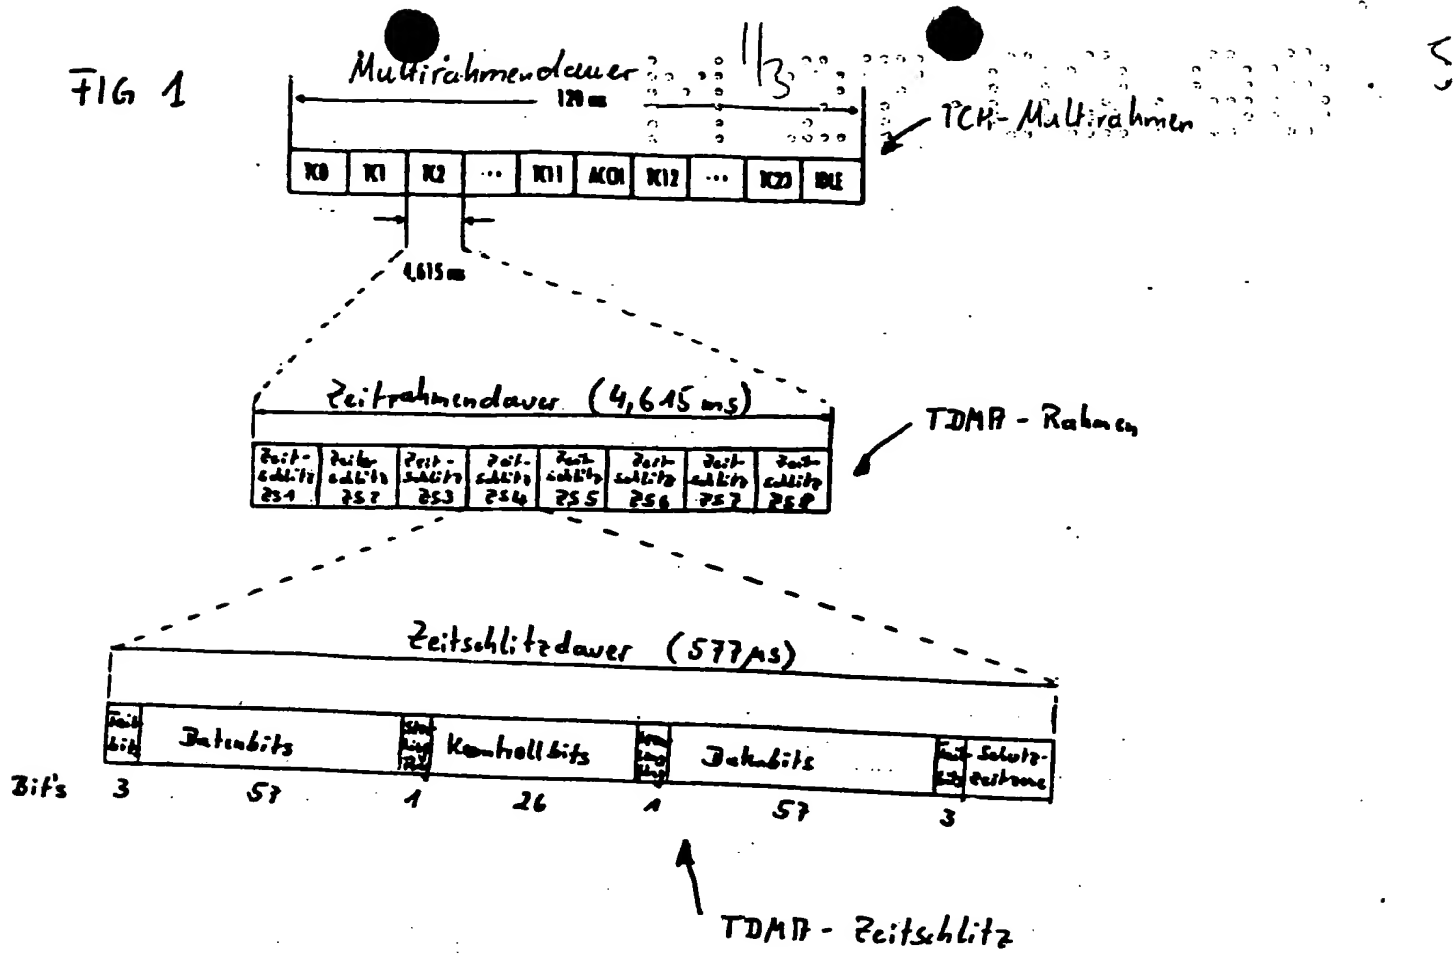 FIG 1
1/3
Multirahmendauer
120 ms
TCH-Multirahmen
TC0 TC1 TC2 ... TC11 TC12 ... TC23 IDLE
4,615 ms
Zeitrahmendauer (4,615 ms)
TDMA - Rahmen
Zeit- Zeit- Zeit- Zeit- Zeit- Zeit- Zeit-
schlitz schlitz schlitz schlitz schlitz schlitz schlitz schlitz
ZS1 ZS2 ZS3 ZS4 ZS5 ZS6 ZS7 ZS8
Zeitschlitzdauer (577 µs)
Datenbits Kontrollbits Datenbits Schutz-
zeitzone
Bit's 3 57 1 26 1 57 3
TDMA - Zeitschlitz